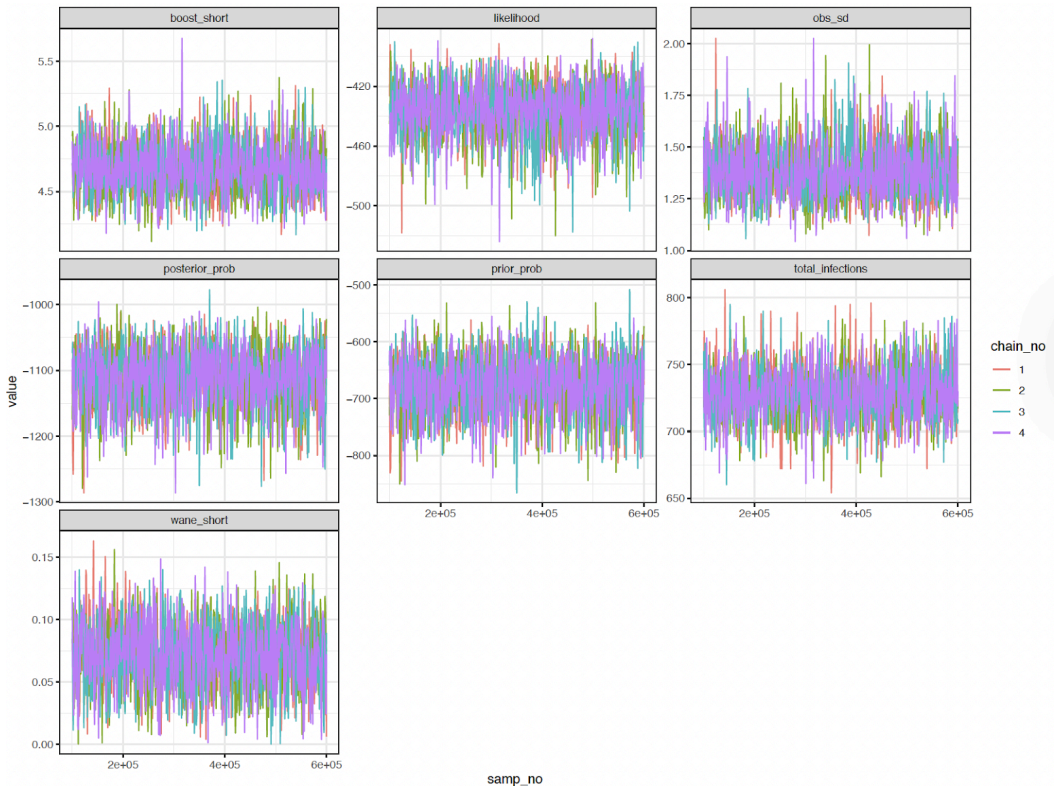 boost_short
likelihood
obs_sd
5.5
5.0
4.5
−420
−460
−500
2.00
1.75
1.50
1.25
1.00
posterior_prob
prior_prob
total_infections
−1000
−1100
−1200
−1300
−500
−600
−700
−800
800
750
700
650
2e+05 4e+05 6e+05
2e+05 4e+05 6e+05
wane_short
0.15
0.10
0.05
0.00
2e+05 4e+05 6e+05
value
samp_no
chain_no
1
2
3
4